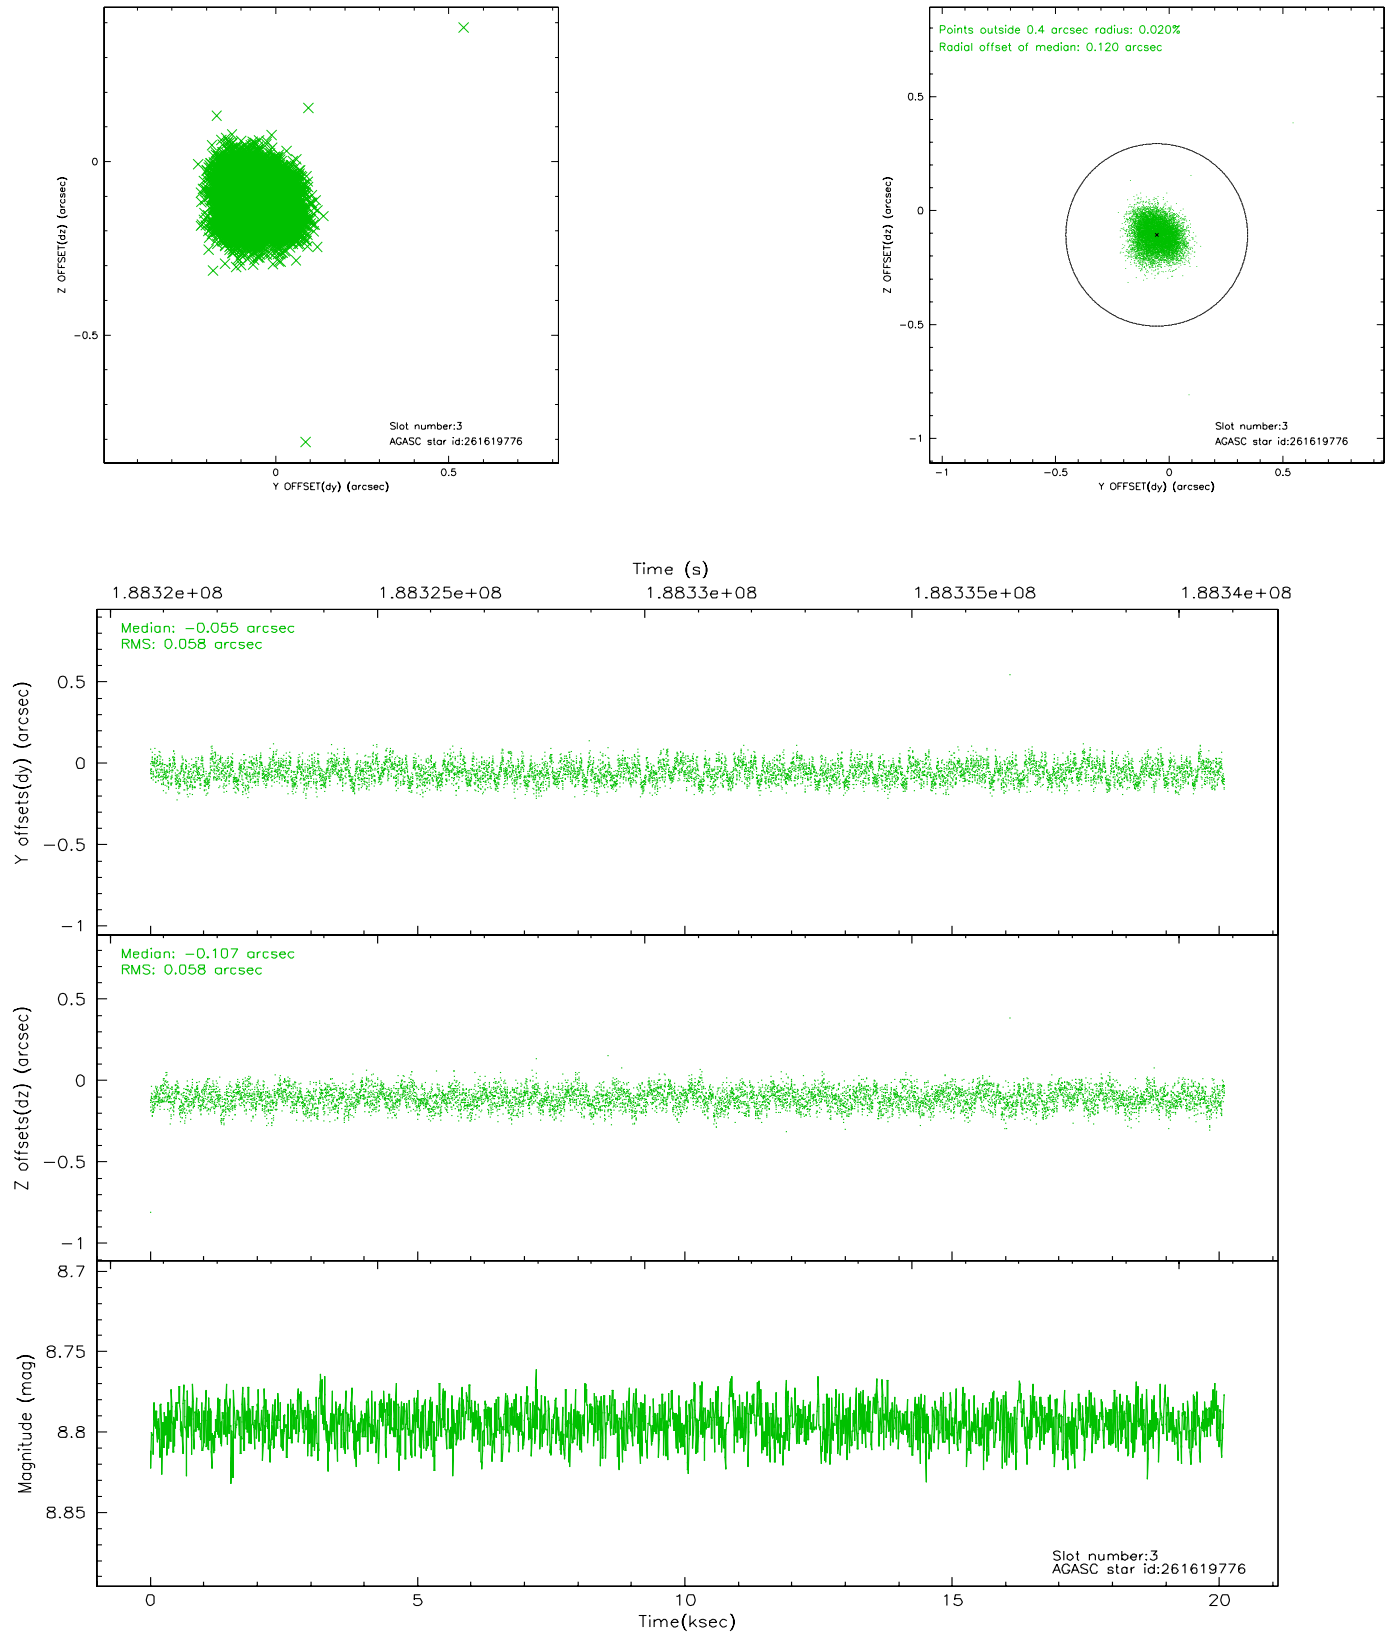 0
−0.5
Z OFFSET(dz) (arcsec)
Slot number:3
AGASC star id:261619776
0
0.5
Y OFFSET(dy) (arcsec)
Points outside 0.4 arcsec radius: 0.020%
Radial offset of median: 0.120 arcsec
0.5
0
−0.5
−1
Z OFFSET(dz) (arcsec)
Slot number:3
AGASC star id:261619776
−1
−0.5
0
0.5
Y OFFSET(dy) (arcsec)
Time (s)
1.8832e+08
1.88325e+08
1.8833e+08
1.88335e+08
1.8834e+08
Median: −0.055 arcsec
RMS: 0.058 arcsec
0.5
0
−0.5
−1
Y offsets(dy) (arcsec)
Median: −0.107 arcsec
RMS: 0.058 arcsec
0.5
0
−0.5
−1
Z offsets(dz) (arcsec)
8.7
8.75
8.8
8.85
Magnitude (mag)
Slot number:3
AGASC star id:261619776
0
5
10
15
20
Time(ksec)